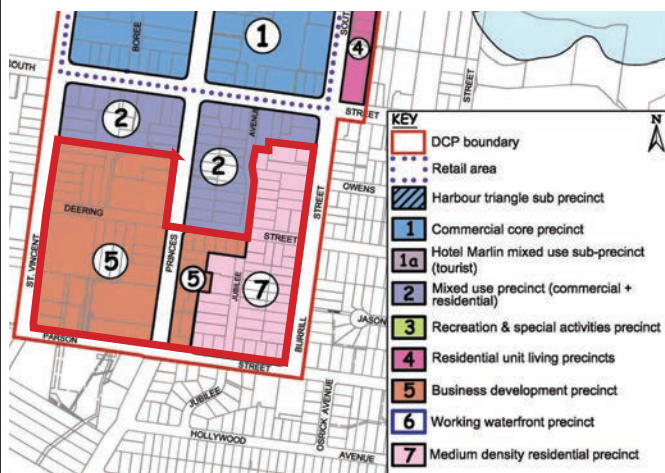 BOREE
1
SOUTH
4
STREET
SOUTH
2
AVENUE
2
STREET
OWENS
STREET
DEERING
STREET
ST. VINCENT
5
PRINCES
5
JUBILEE
7
BURRILL
JASON
PARSON
STREET
JUBILEE
OSRICK AVENUE
HOLLYWOOD
AVENUE
KEY
N
DCP boundary
Retail area
Harbour triangle sub precinct
1 Commercial core precinct
1a Hotel Marlin mixed use sub-precinct
(tourist)
2 Mixed use precinct (commercial +
residential)
3 Recreation & special activities precinct
4 Residential unit living precincts
5 Business development precinct
6 Working waterfront precinct
7 Medium density residential precinct